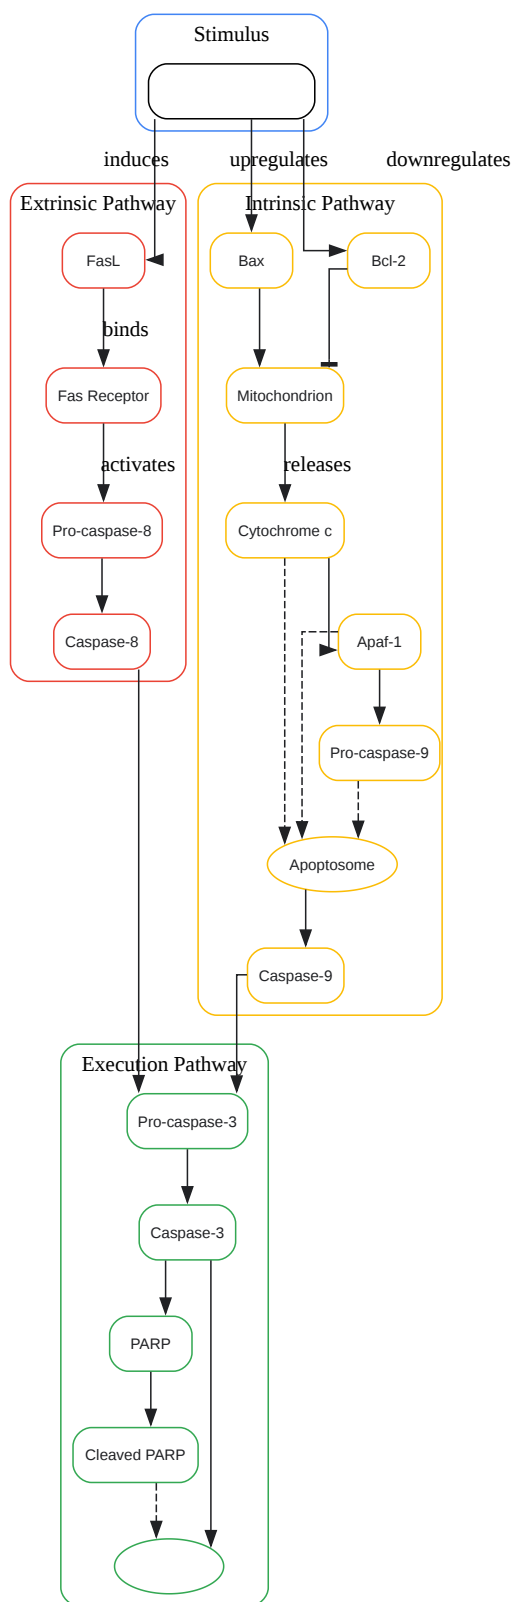 Stimulus
induces
upregulates
downregulates
Extrinsic Pathway
Intrinsic Pathway
FasL
Bax
Bcl-2
binds
Fas Receptor
Mitochondrion
activates
releases
Pro-caspase-8
Cytochrome c
Caspase-8
Apaf-1
Pro-caspase-9
Apoptosome
Caspase-9
Execution Pathway
Pro-caspase-3
Caspase-3
PARP
Cleaved PARP